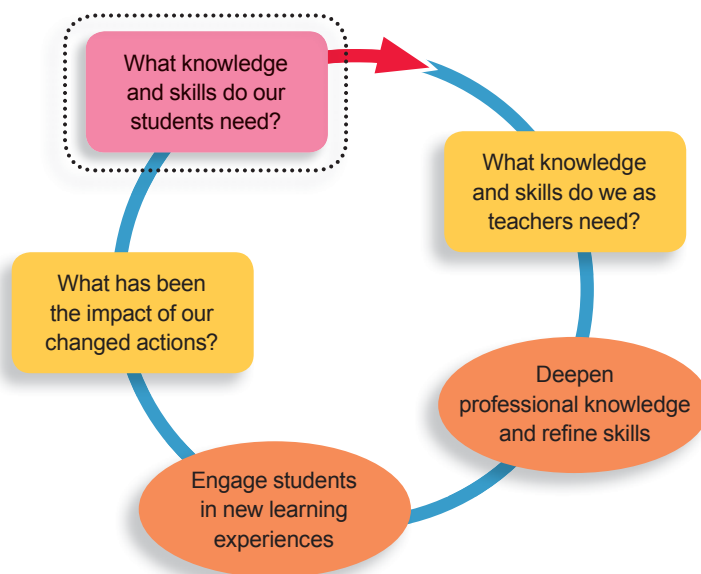 What knowledge
and skills do our
students need?
What knowledge
and skills do we as
teachers need?
Deepen
professional knowledge
and refine skills
Engage students
in new learning
experiences
What has been
the impact of our
changed actions?